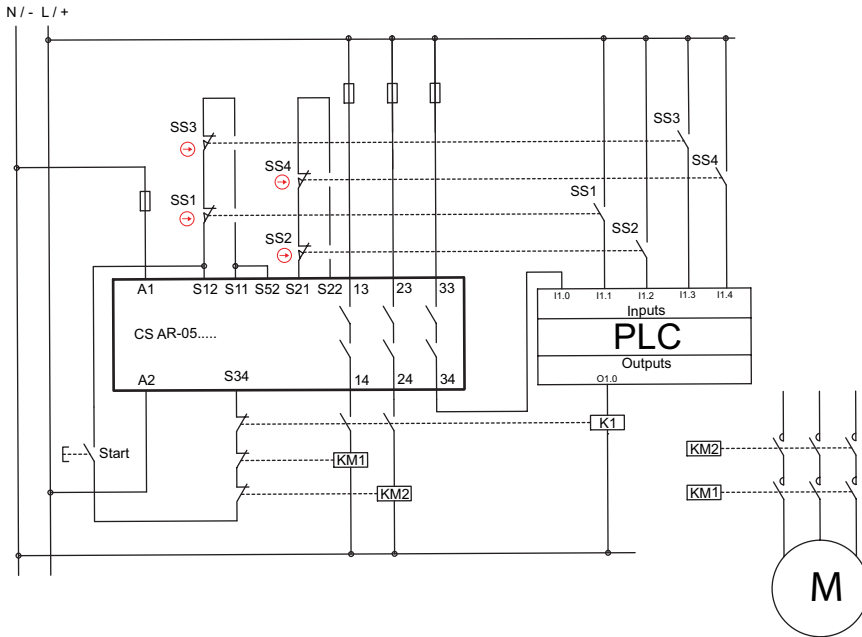 N / - L / +
SS3
SS3
SS4
SS4
SS1
SS1
SS2
SS2
A1 S12 S11 S52 S21 S22 13 23 33
I1.0 I1.1 I1.2 I1.3 I1.4
Inputs
CS AR-05.....
PLC
Outputs
A2 S34 14 24 34
O1.0
K1
Start
KM1
KM2
KM2
KM1
M